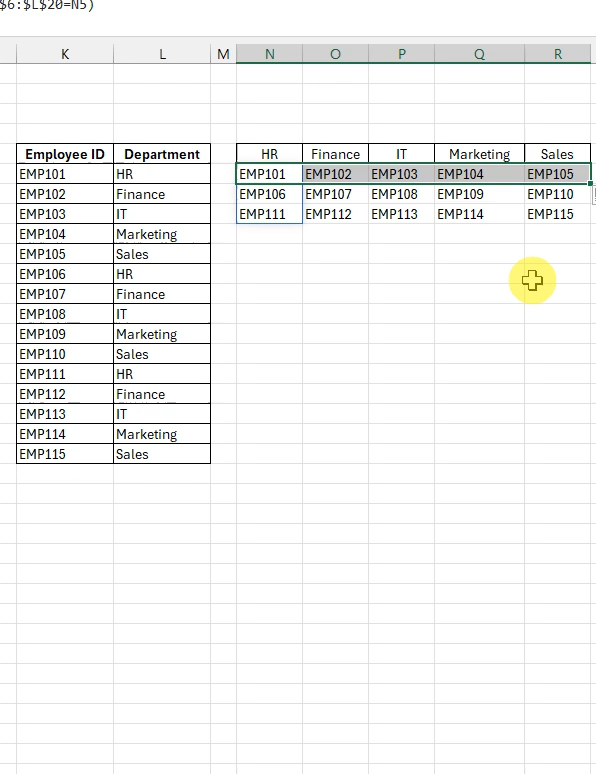 $6:$L$20=N5)
K L M N O P Q R
Employee ID Department HR Finance IT Marketing Sales
EMP101 HR EMP101 EMP102 EMP103 EMP104 EMP105
EMP102 Finance EMP106 EMP107 EMP108 EMP109 EMP110
EMP103 IT EMP111 EMP112 EMP113 EMP114 EMP115
EMP104 Marketing
EMP105 Sales
EMP106 HR
EMP107 Finance
EMP108 IT
EMP109 Marketing
EMP110 Sales
EMP111 HR
EMP112 Finance
EMP113 IT
EMP114 Marketing
EMP115 Sales